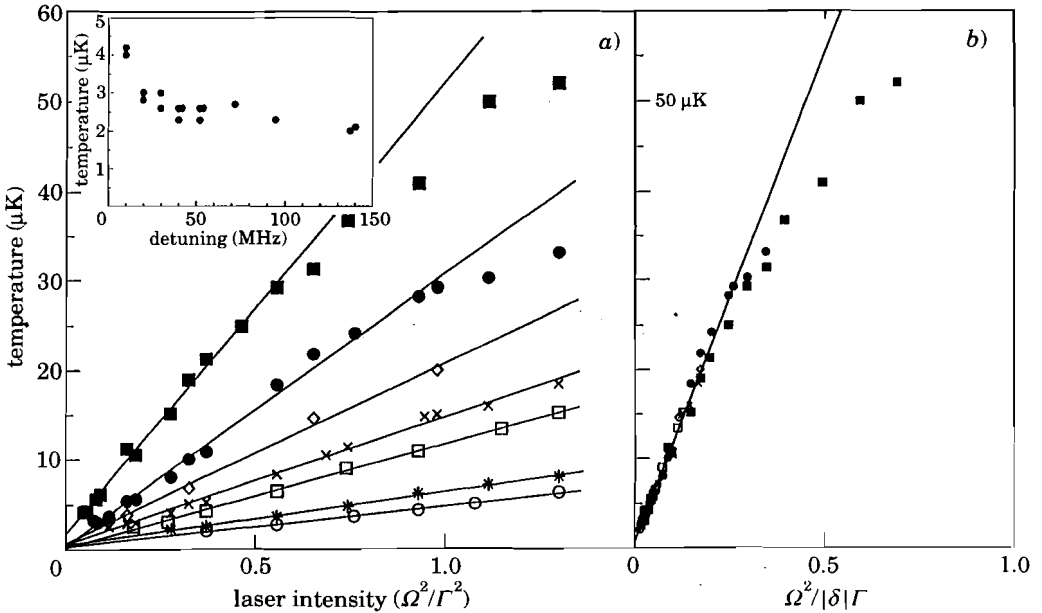 a)
b)
temperature (μK)
5
4
3
2
1
0
50
100
150
detuning (MHz)
temperature (μK)
50
40
30
20
10
0
0
0.5
1.0
laser intensity (Ω²/Γ²)
50 μK
0
0.5
1.0
Ω²/|δ|Γ